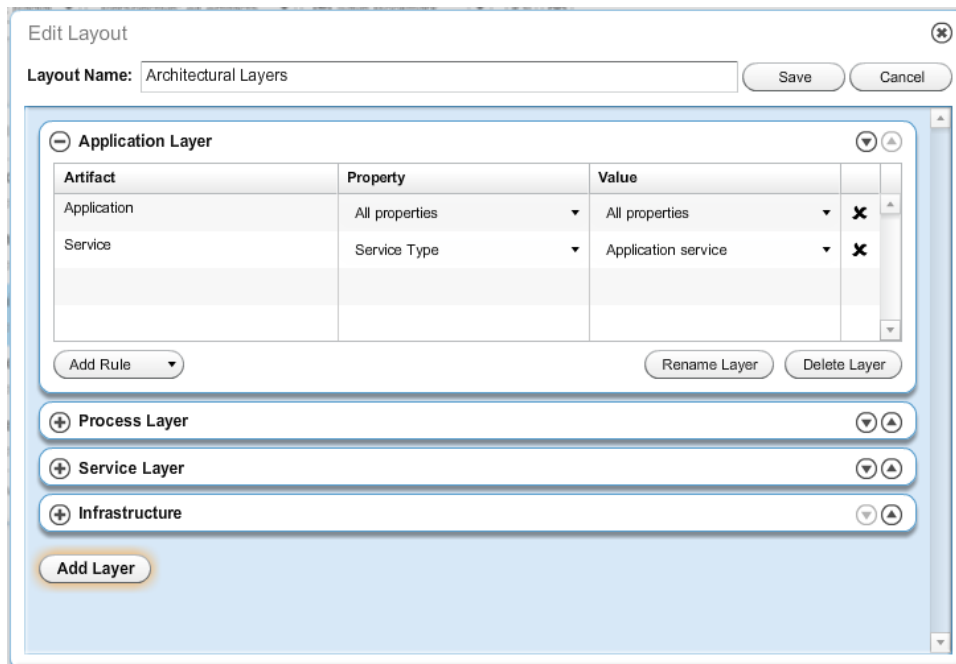 Edit Layout
Layout Name: Architectural Layers Save Cancel
Application Layer
Artifact Property Value
Application All properties All properties
Service Service Type Application service
Add Rule Rename Layer Delete Layer
Process Layer
Service Layer
Infrastructure
Add Layer